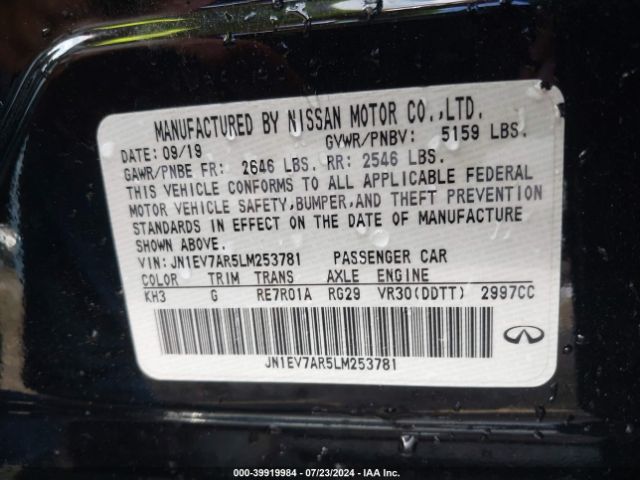 MANUFACTURED BY NISSAN MOTOR CO.,LTD.
DATE: 09/19 GVWR/PNBV: 5159 LBS.
GAWR/PNBE FR: 2646 LBS. RR: 2546 LBS.
THIS VEHICLE CONFORMS TO ALL APPLICABLE FEDERAL
MOTOR VEHICLE SAFETY,BUMPER,AND THEFT PREVENTION
STANDARDS IN EFFECT ON THE DATE OF MANUFACTURE
SHOWN ABOVE.
VIN: JN1EV7AR5LM253781 PASSENGER CAR
COLOR TRIM TRANS AXLE ENGINE
KH3 G RE7R01A RG29 VR30(DDTT) 2997CC
JN1EV7AR5LM253781
INFINITI
000-39919984 - 07/23/2024 - IAA Inc.